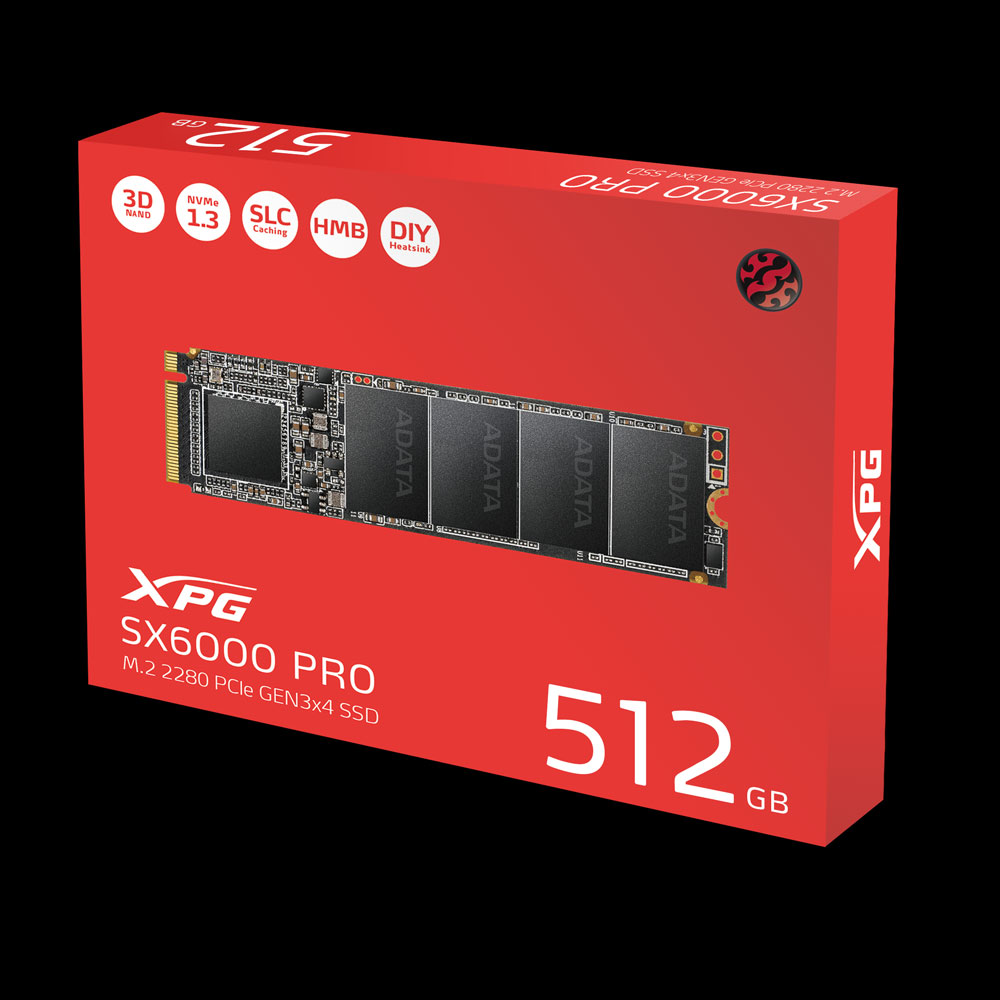 512 GB
SX6000 PRO
M.2 2280 PCIe GEN3x4 SSD
3D
NAND
NVMe
1.3
SLC
Caching
HMB
DIY
Heatsink
ADATA
ADATA
ADATA
ADATA
XPG
XPG
SX6000 PRO
M.2 2280 PCIe GEN3x4 SSD
512 GB